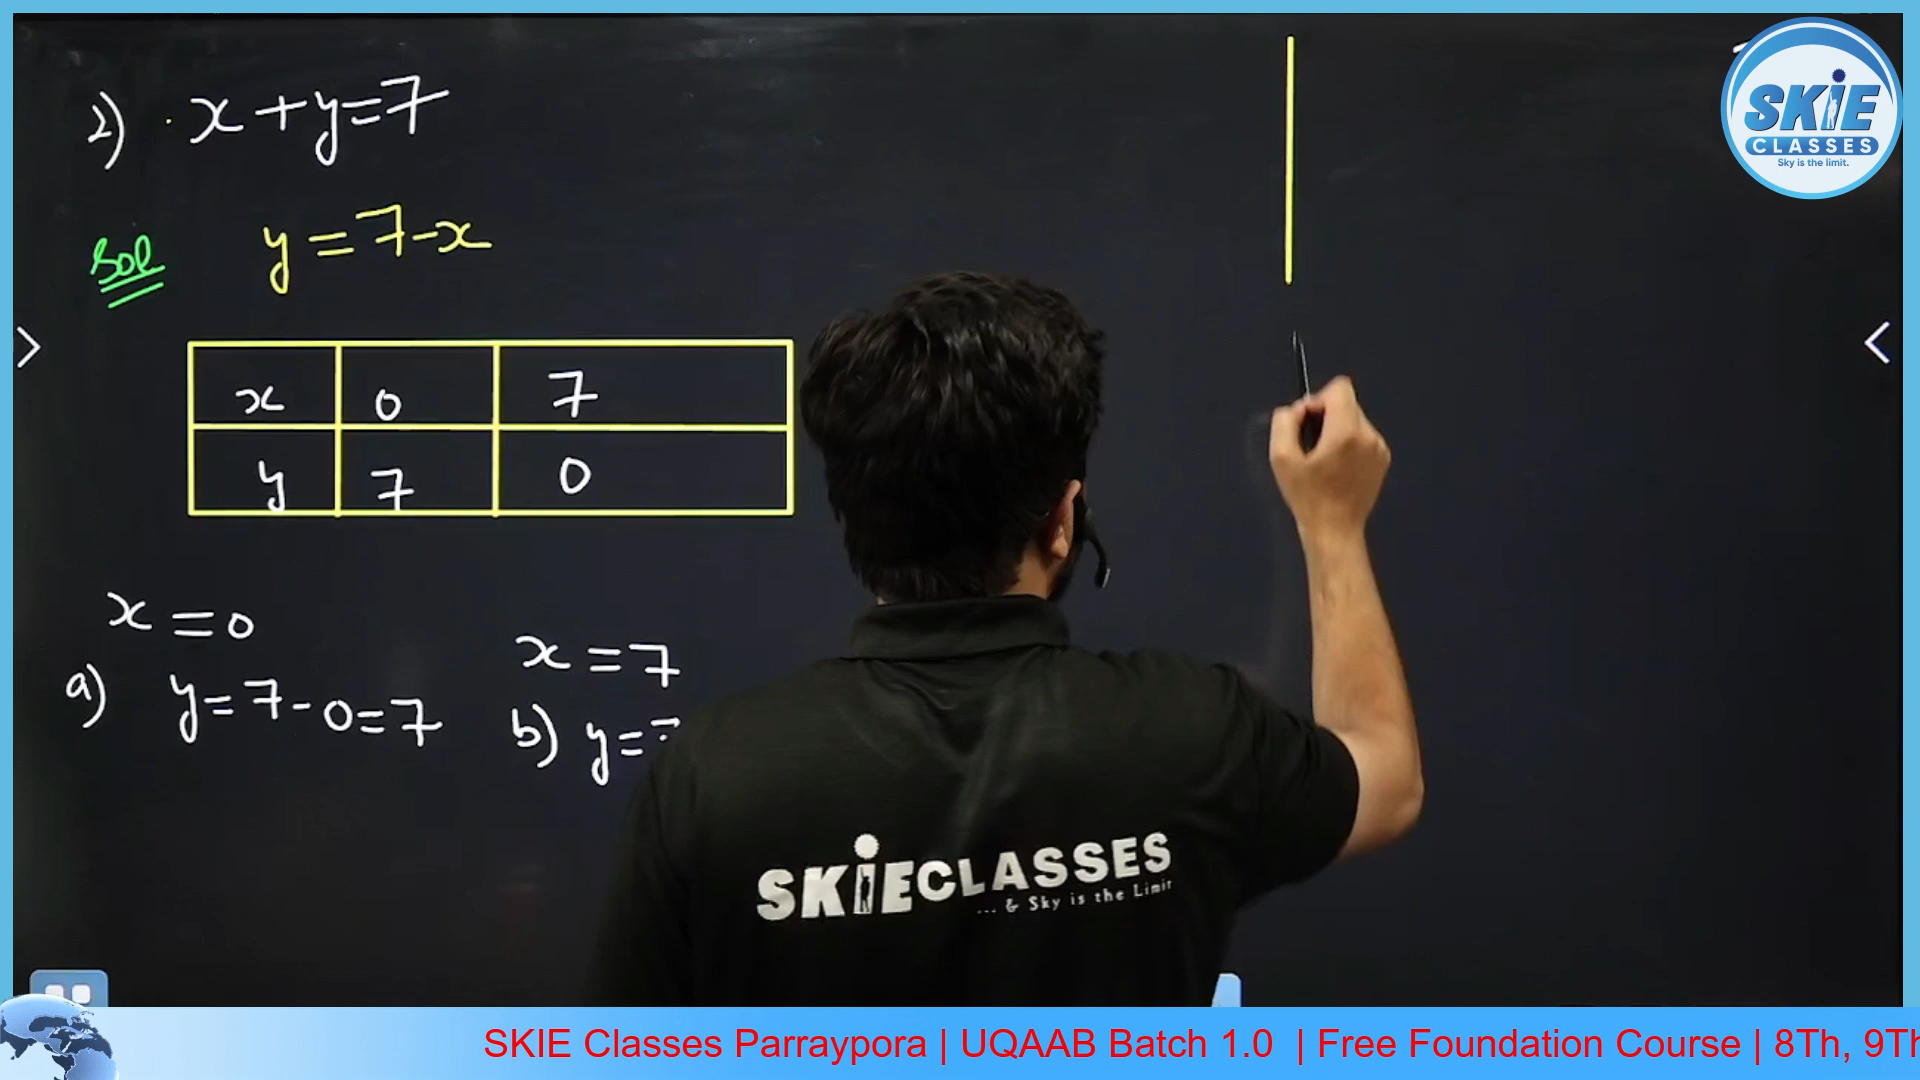 2) x+y=7
Sol y=7-x
x 0 7
y 7 0
x=0
a) y=7-0=7
x=7
b) y=7
SKIE
CLASSES
Sky is the limit.
SKIECLASSES
... & Sky is the Limit
SKIE Classes Parraypora | UQAAB Batch 1.0 | Free Foundation Course | 8Th, 9Th